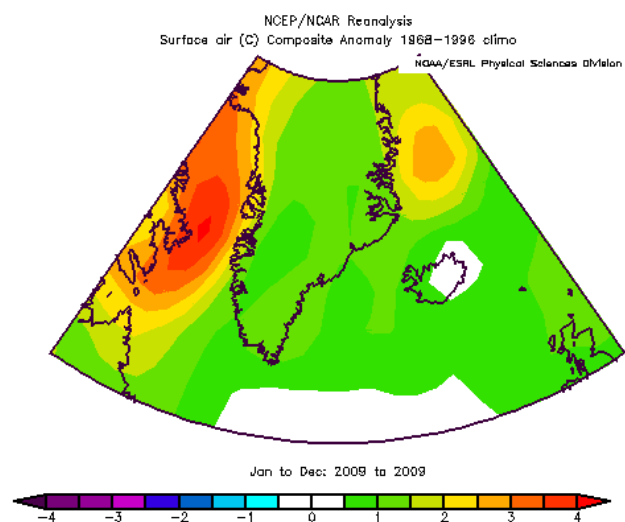 NCEP/NCAR Reanalysis
Surface air (C) Composite Anomaly 1968-1996 climo
NOAA/ESRL Physical Sciences Division
Jan to Dec: 2009 to 2009
-4 -3 -2 -1 0 1 2 3 4